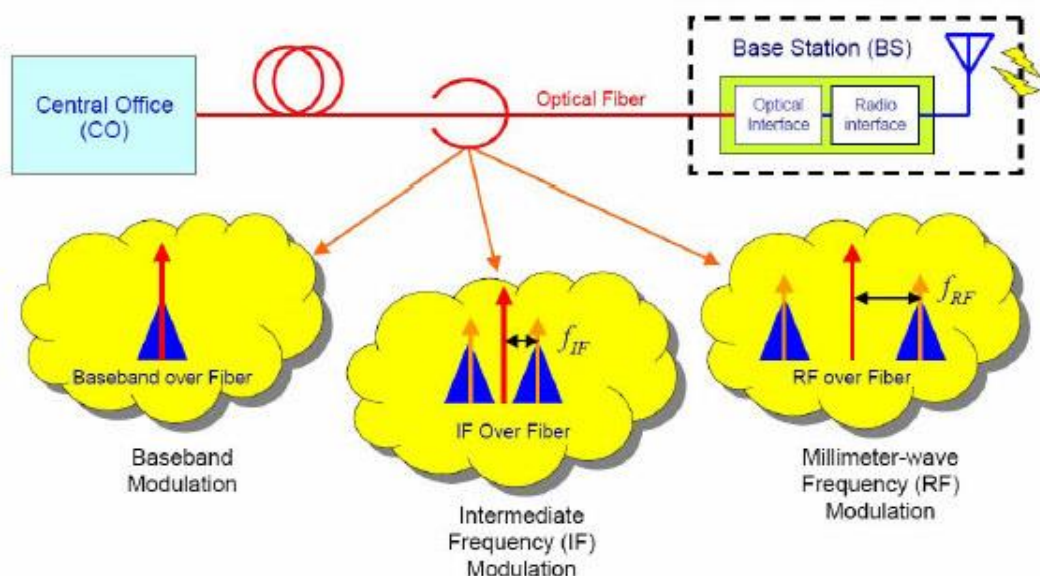 Central Office
(CO)
Optical Fiber
Base Station (BS)
Optical
Interface
Radio
interface
Baseband over Fiber
f_IF
IF Over Fiber
f_RF
RF over Fiber
Baseband
Modulation
Intermediate
Frequency (IF)
Modulation
Millimeter-wave
Frequency (RF)
Modulation